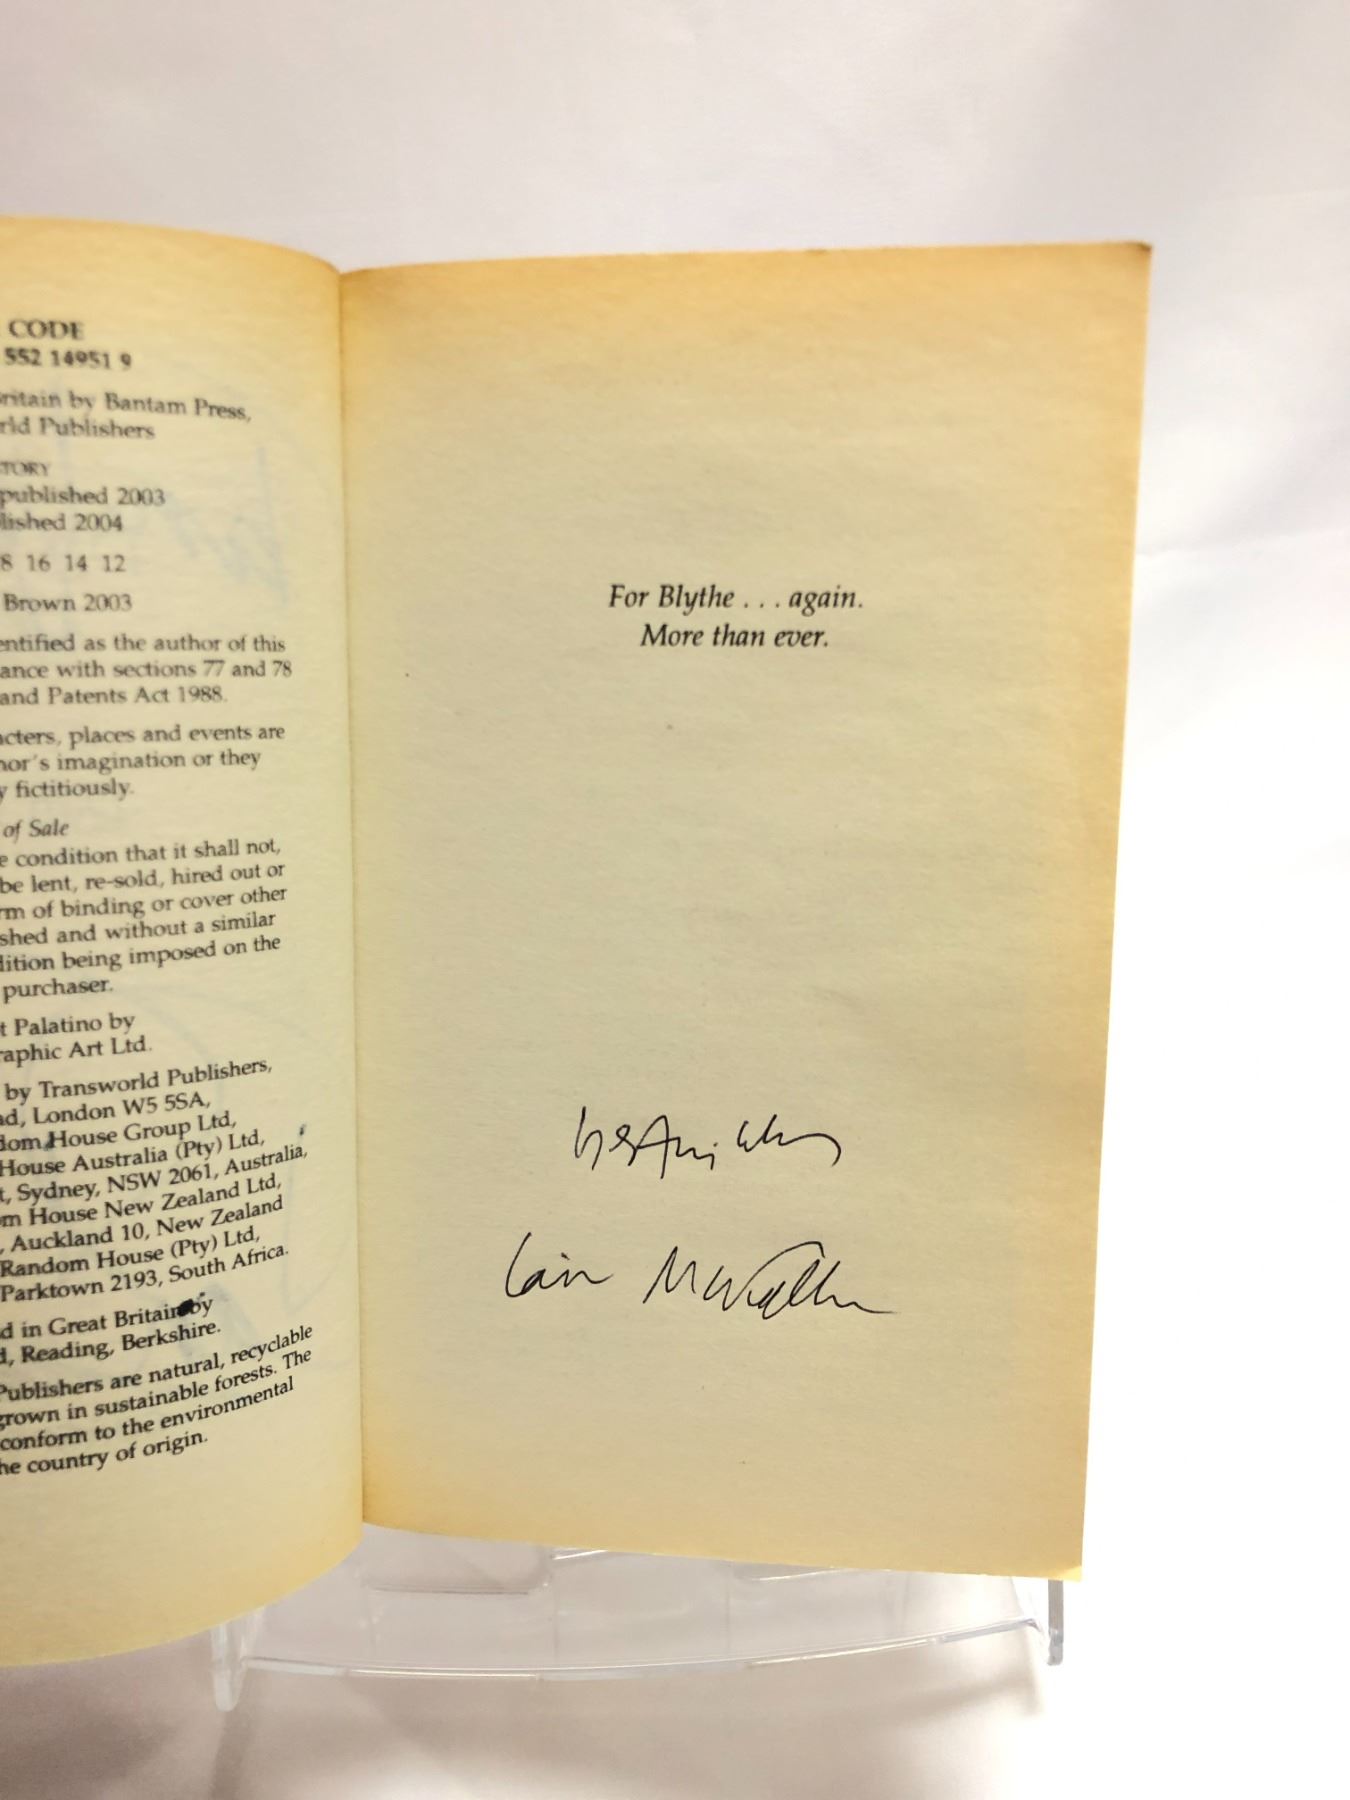 CODE
552 14951 9
ritain by Bantam Press,
rld Publishers
TORY
published 2003
lished 2004
8 16 14 12
Brown 2003
entified as the author of this
ance with sections 77 and 78
and Patents Act 1988.
acters, places and events are
hor's imagination or they
y fictitiously.
of Sale
e condition that it shall not,
be lent, re-sold, hired out or
rm of binding or cover other
shed and without a similar
dition being imposed on the
purchaser.
t Palatino by
raphic Art Ltd.
by Transworld Publishers,
ad, London W5 5SA,
dom House Group Ltd,
House Australia (Pty) Ltd,
t, Sydney, NSW 2061, Australia,
m House New Zealand Ltd,
, Auckland 10, New Zealand
Random House (Pty) Ltd,
Parktown 2193, South Africa.
d in Great Britain by
d, Reading, Berkshire.
Publishers are natural, recyclable
grown in sustainable forests. The
conform to the environmental
he country of origin.
For Blythe . . . again.
More than ever.
best wishes
Ian